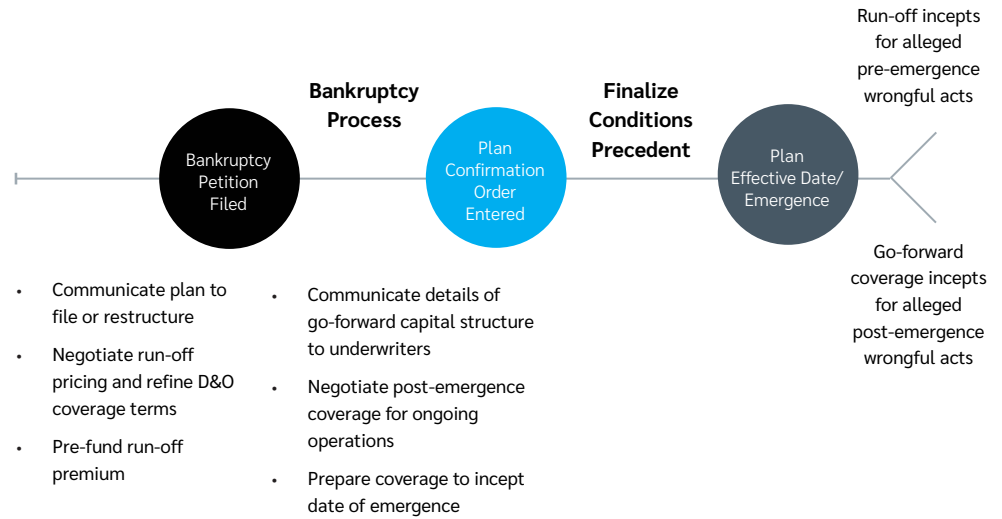 Bankruptcy
Petition
Filed
Bankruptcy
Process
Plan
Confirmation
Order
Entered
Finalize
Conditions
Precedent
Plan
Effective Date/
Emergence
Run-off incepts
for alleged
pre-emergence
wrongful acts
Go-forward
coverage incepts
for alleged
post-emergence
wrongful acts
• Communicate plan to
file or restructure
• Negotiate run-off
pricing and refine D&O
coverage terms
• Pre-fund run-off
premium
• Communicate details of
go-forward capital structure
to underwriters
• Negotiate post-emergence
coverage for ongoing
operations
• Prepare coverage to incept
date of emergence